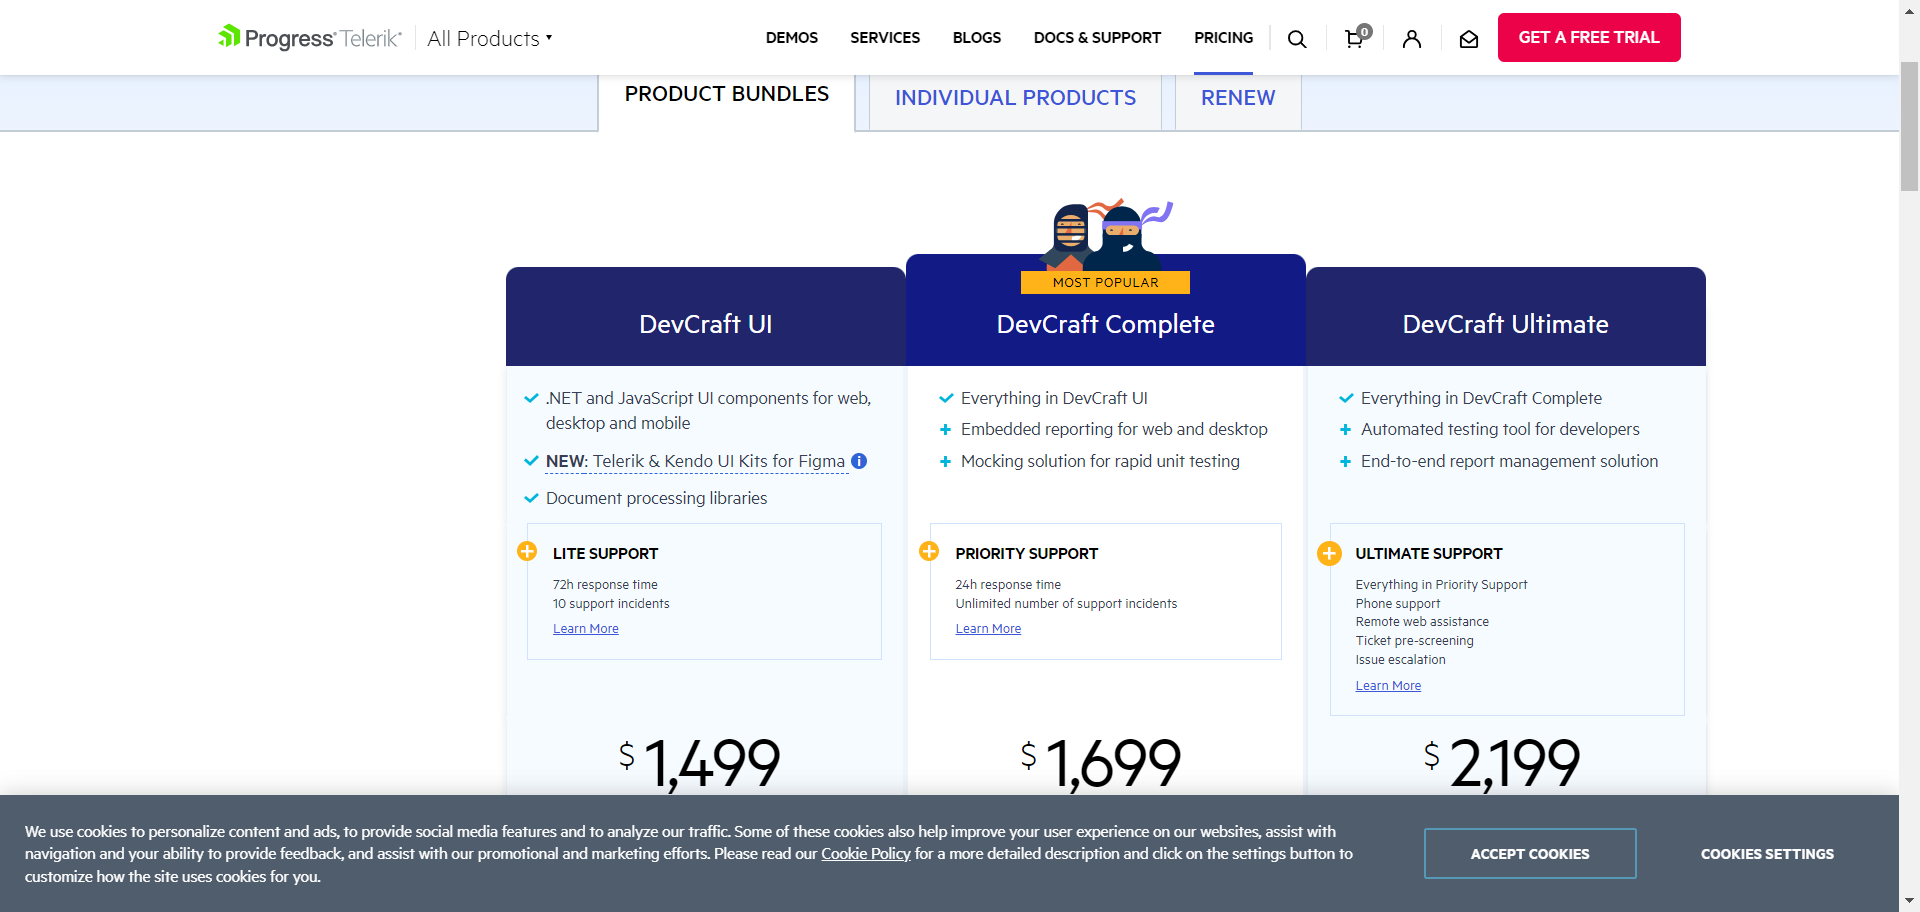 Progress Telerik
All Products
DEMOS
SERVICES
BLOGS
DOCS & SUPPORT
PRICING
0
GET A FREE TRIAL
PRODUCT BUNDLES
INDIVIDUAL PRODUCTS
RENEW
MOST POPULAR
DevCraft UI
.NET and JavaScript UI components for web,
desktop and mobile
NEW: Telerik & Kendo UI Kits for Figma
i
Document processing libraries
LITE SUPPORT
72h response time
10 support incidents
Learn More
$ 1,499
DevCraft Complete
Everything in DevCraft UI
Embedded reporting for web and desktop
Mocking solution for rapid unit testing
PRIORITY SUPPORT
24h response time
Unlimited number of support incidents
Learn More
$ 1,699
DevCraft Ultimate
Everything in DevCraft Complete
Automated testing tool for developers
End-to-end report management solution
ULTIMATE SUPPORT
Everything in Priority Support
Phone support
Remote web assistance
Ticket pre-screening
Issue escalation
Learn More
$ 2,199
We use cookies to personalize content and ads, to provide social media features and to analyze our traffic. Some of these cookies also help improve your user experience on our websites, assist with
navigation and your ability to provide feedback, and assist with our promotional and marketing efforts. Please read our Cookie Policy for a more detailed description and click on the settings button to
customize how the site uses cookies for you.
ACCEPT COOKIES
COOKIES SETTINGS